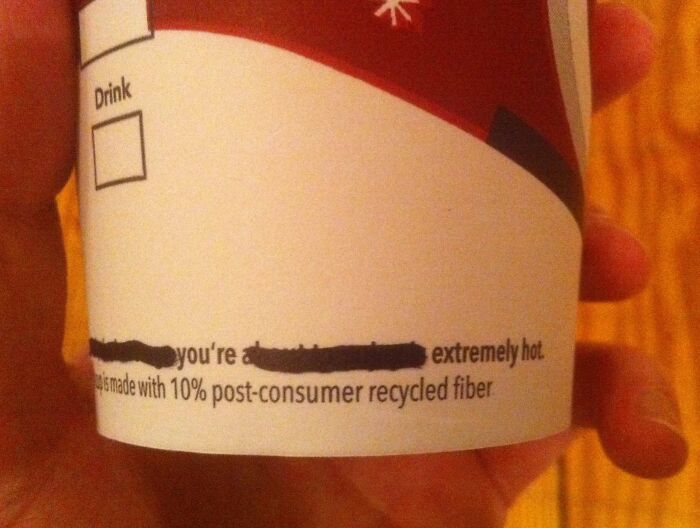 Drink
you're extremely hot.
is made with 10% post-consumer recycled fiber